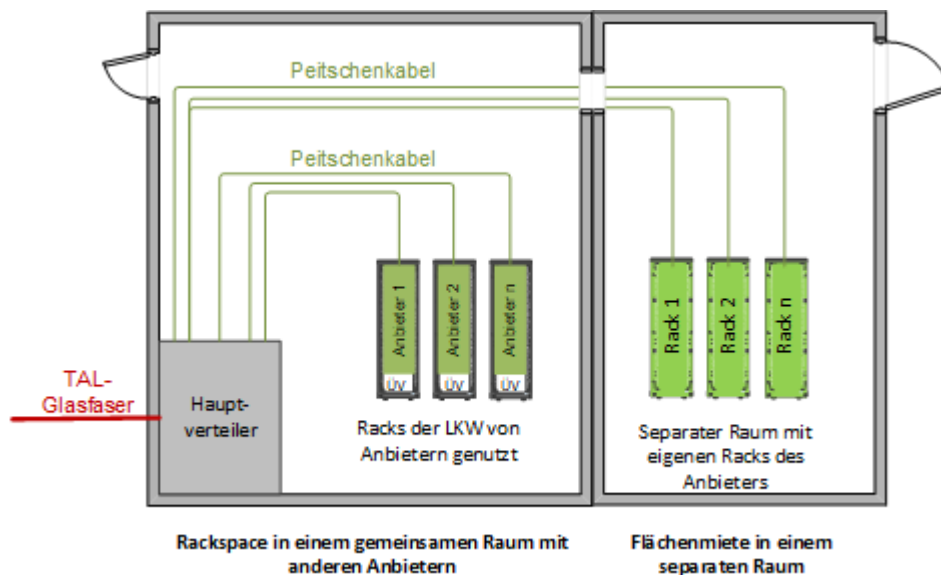 Peitschenkabel
Peitschenkabel
Anbieter 1
Anbieter 2
Anbieter n
ÜV
ÜV
ÜV
Rack 1
Rack 2
Rack n
TAL-
Glasfaser
Haupt-
verteiler
Racks der LKW von
Anbietern genutzt
Separater Raum mit
eigenen Racks des
Anbieters
Rackspace in einem gemeinsamen Raum mit
anderen Anbietern
Flächenmiete in einem
separaten Raum